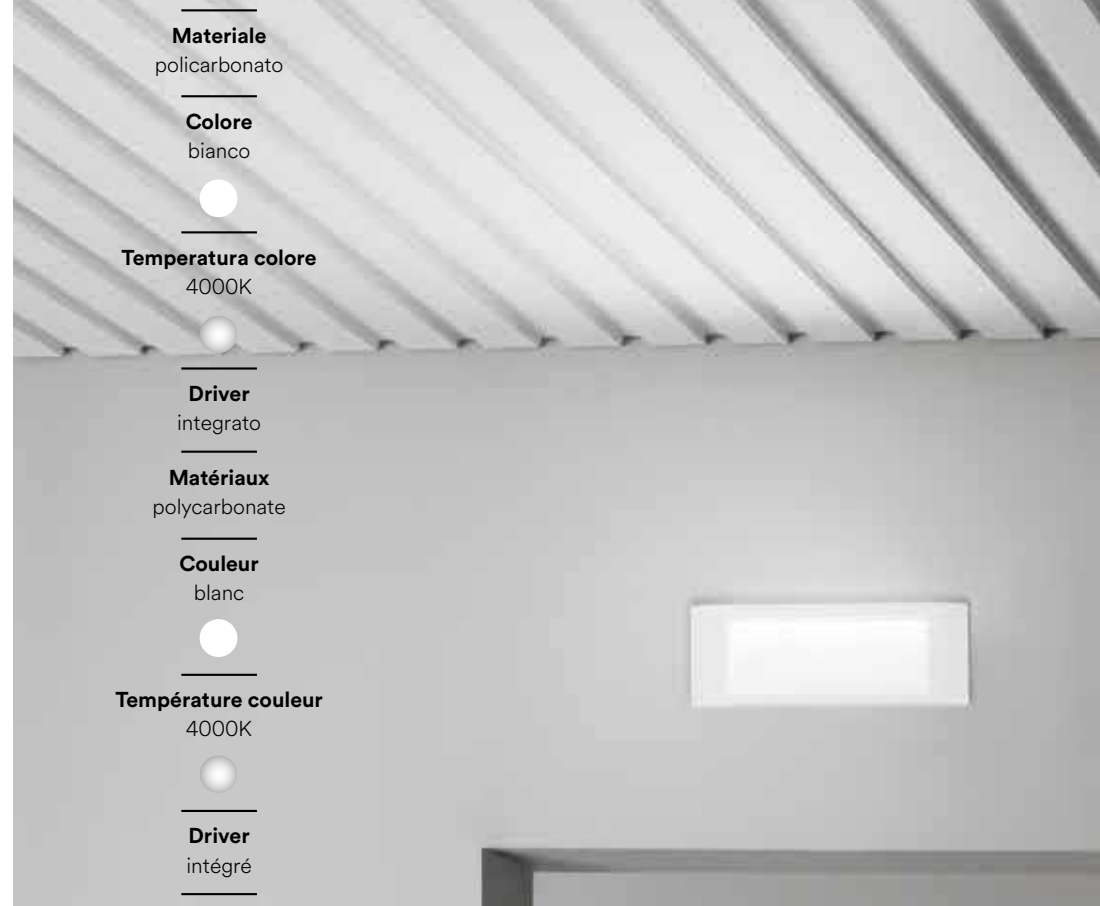 Materiale
policarbonato
Colore
bianco
Temperatura colore
4000K
Driver
integrato
Matériaux
polycarbonate
Couleur
blanc
Température couleur
4000K
Driver
intégré